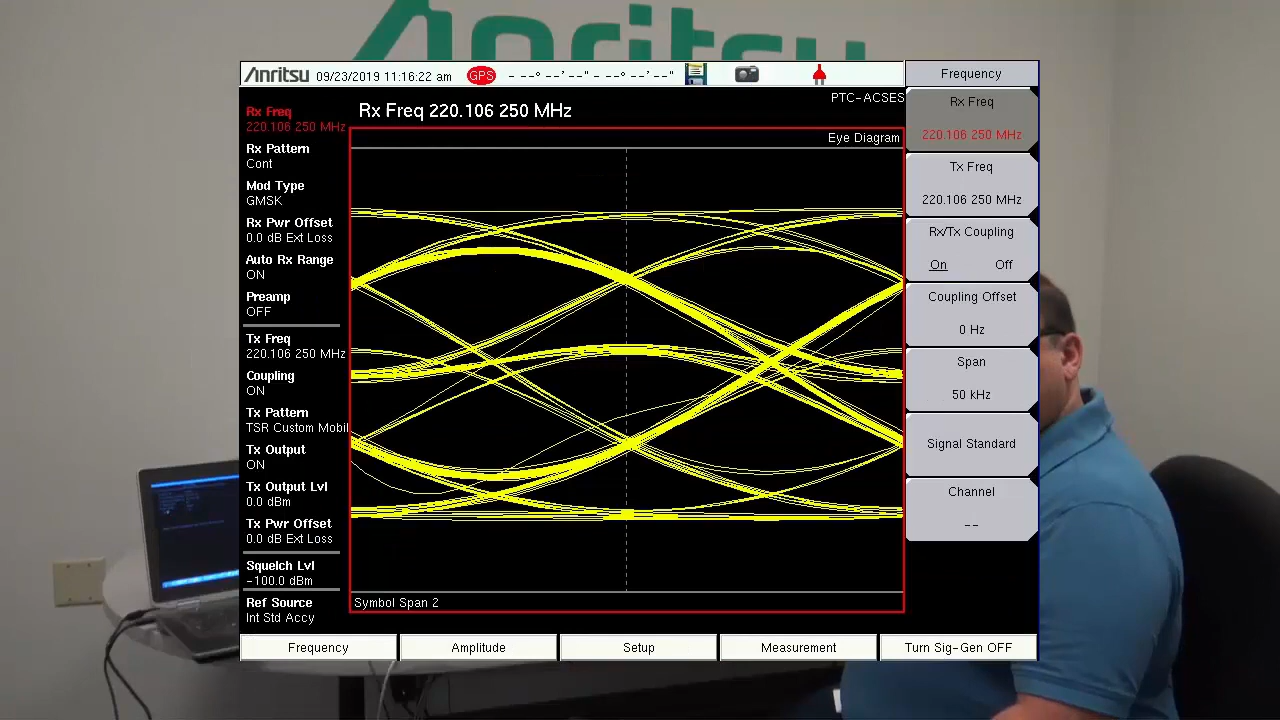 Anritsu
Anritsu 09/23/2019 11:16:22 am GPS ---° --'--" ---° --'--"
Frequency
PTC-ACSES
Rx Freq 220.106 250 MHz
Eye Diagram
Symbol Span 2
Rx Freq
220.106 250 MHz
Rx Pattern
Cont
Mod Type
GMSK
Rx Pwr Offset
0.0 dB Ext Loss
Auto Rx Range
ON
Preamp
OFF
Tx Freq
220.106 250 MHz
Coupling
ON
Tx Pattern
TSR Custom Mobil
Tx Output
ON
Tx Output Lvl
0.0 dBm
Tx Pwr Offset
0.0 dB Ext Loss
Squelch Lvl
-100.0 dBm
Ref Source
Int Std Accy
Rx Freq
220.106 250 MHz
Tx Freq
220.106 250 MHz
Rx/Tx Coupling
On Off
Coupling Offset
0 Hz
Span
50 kHz
Signal Standard
Channel
--
Frequency Amplitude Setup Measurement Turn Sig-Gen OFF